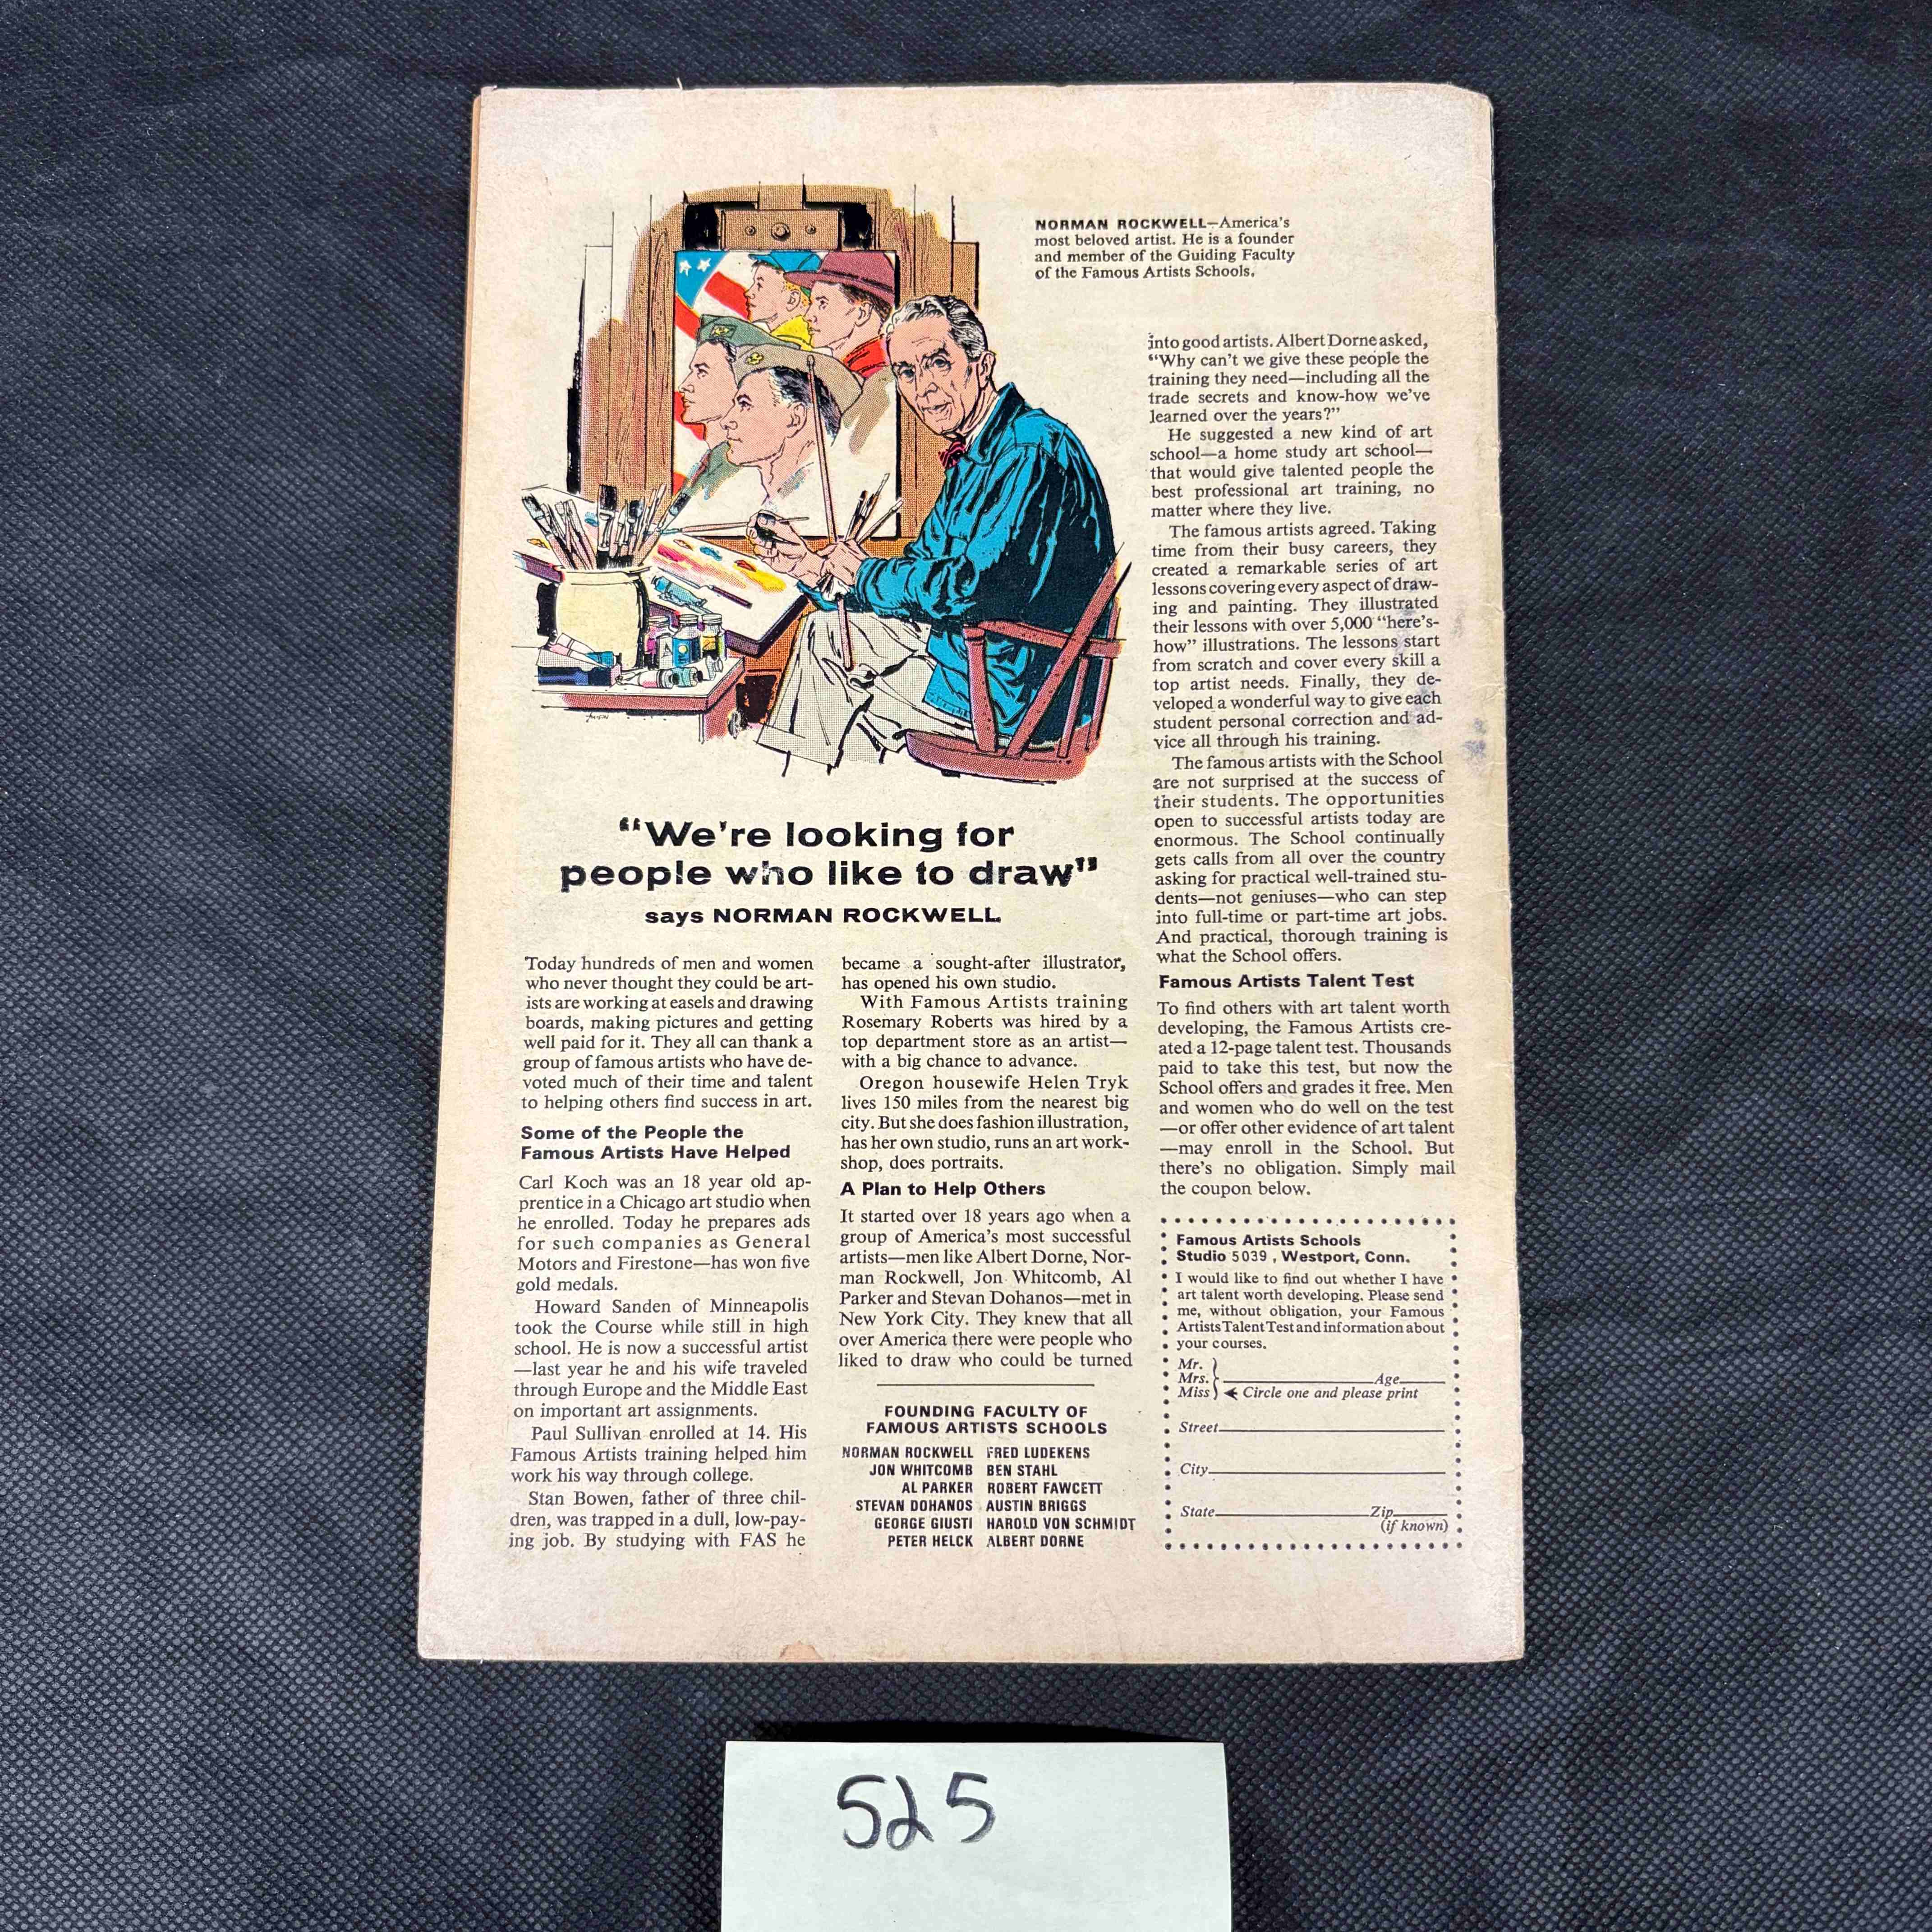 NORMAN ROCKWELL—America's
most beloved artist. He is a founder
and member of the Guiding Faculty
of the Famous Artists Schools.
"We're looking for
people who like to draw"
says NORMAN ROCKWELL
Today hundreds of men and women
who never thought they could be art-
ists are working at easels and drawing
boards, making pictures and getting
well paid for it. They all can thank a
group of famous artists who have de-
voted much of their time and talent
to helping others find success in art.
Some of the People the
Famous Artists Have Helped
Carl Koch was an 18 year old ap-
prentice in a Chicago art studio when
he enrolled. Today he prepares ads
for such companies as General
Motors and Firestone—has won five
gold medals.
Howard Sanden of Minneapolis
took the Course while still in high
school. He is now a successful artist
—last year he and his wife traveled
through Europe and the Middle East
on important art assignments.
Paul Sullivan enrolled at 14. His
Famous Artists training helped him
work his way through college.
Stan Bowen, father of three chil-
dren, was trapped in a dull, low-pay-
ing job. By studying with FAS he
became a sought-after illustrator,
has opened his own studio.
With Famous Artists training
Rosemary Roberts was hired by a
top department store as an artist—
with a big chance to advance.
Oregon housewife Helen Tryk
lives 150 miles from the nearest big
city. But she does fashion illustration,
has her own studio, runs an art work-
shop, does portraits.
A Plan to Help Others
It started over 18 years ago when a
group of America's most successful
artists—men like Albert Dorne, Nor-
man Rockwell, Jon Whitcomb, Al
Parker and Stevan Dohanos—met in
New York City. They knew that all
over America there were people who
liked to draw who could be turned
FOUNDING FACULTY OF
FAMOUS ARTISTS SCHOOLS
NORMAN ROCKWELL FRED LUDEKENS
JON WHITCOMB BEN STAHL
AL PARKER ROBERT FAWCETT
STEVAN DOHANOS AUSTIN BRIGGS
GEORGE GIUSTI HAROLD VON SCHMIDT
PETER HELCK ALBERT DORNE
into good artists. Albert Dorne asked,
"Why can't we give these people the
training they need—including all the
trade secrets and know-how we've
learned over the years?"
He suggested a new kind of art
school—a home study art school—
that would give talented people the
best professional art training, no
matter where they live.
The famous artists agreed. Taking
time from their busy careers, they
created a remarkable series of art
lessons covering every aspect of draw-
ing and painting. They illustrated
their lessons with over 5,000 "here's-
how" illustrations. The lessons start
from scratch and cover every skill a
top artist needs. Finally, they de-
veloped a wonderful way to give each
student personal correction and ad-
vice all through his training.
The famous artists with the School
are not surprised at the success of
their students. The opportunities
open to successful artists today are
enormous. The School continually
gets calls from all over the country
asking for practical well-trained stu-
dents—not geniuses—who can step
into full-time or part-time art jobs.
And practical, thorough training is
what the School offers.
Famous Artists Talent Test
To find others with art talent worth
developing, the Famous Artists cre-
ated a 12-page talent test. Thousands
paid to take this test, but now the
School offers and grades it free. Men
and women who do well on the test
—or offer other evidence of art talent
—may enroll in the School. But
there's no obligation. Simply mail
the coupon below.
Famous Artists Schools
Studio 5039, Westport, Conn.
I would like to find out whether I have
art talent worth developing. Please send
me, without obligation, your Famous
Artists Talent Test and information about
your courses.
Mr.
Mrs. Age
Miss Circle one and please print
Street
City
State Zip
(if known)
525